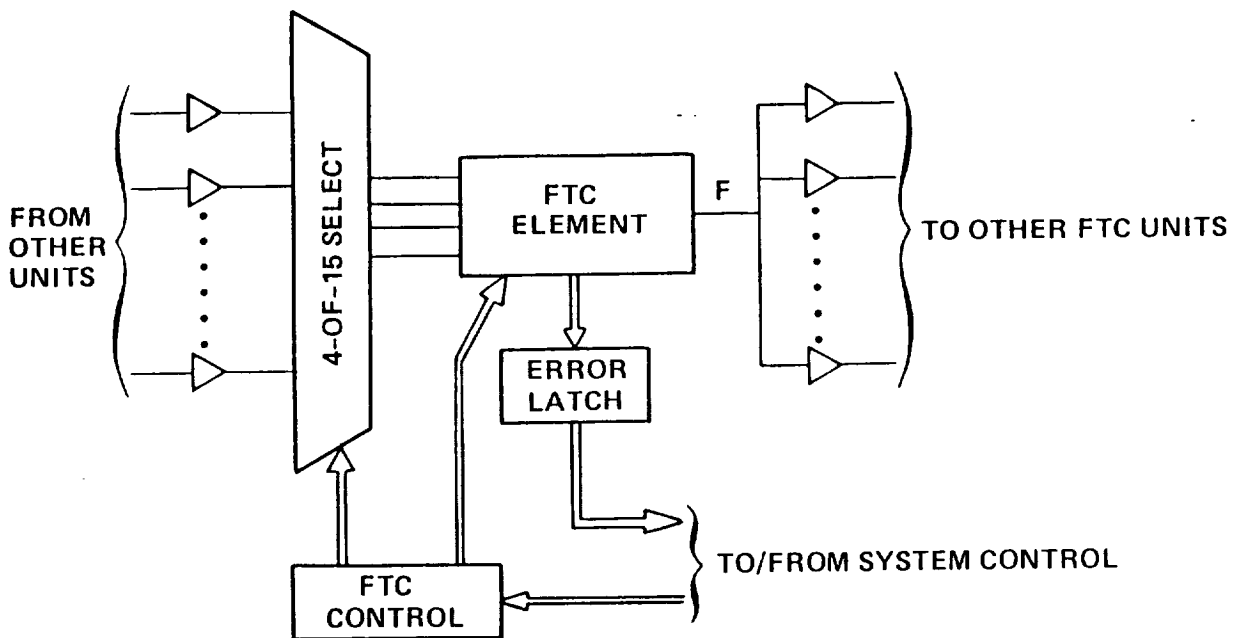 FROM
OTHER
UNITS
4-OF-15 SELECT
FTC
ELEMENT
F
TO OTHER FTC UNITS
ERROR
LATCH
FTC
CONTROL
TO/FROM SYSTEM CONTROL